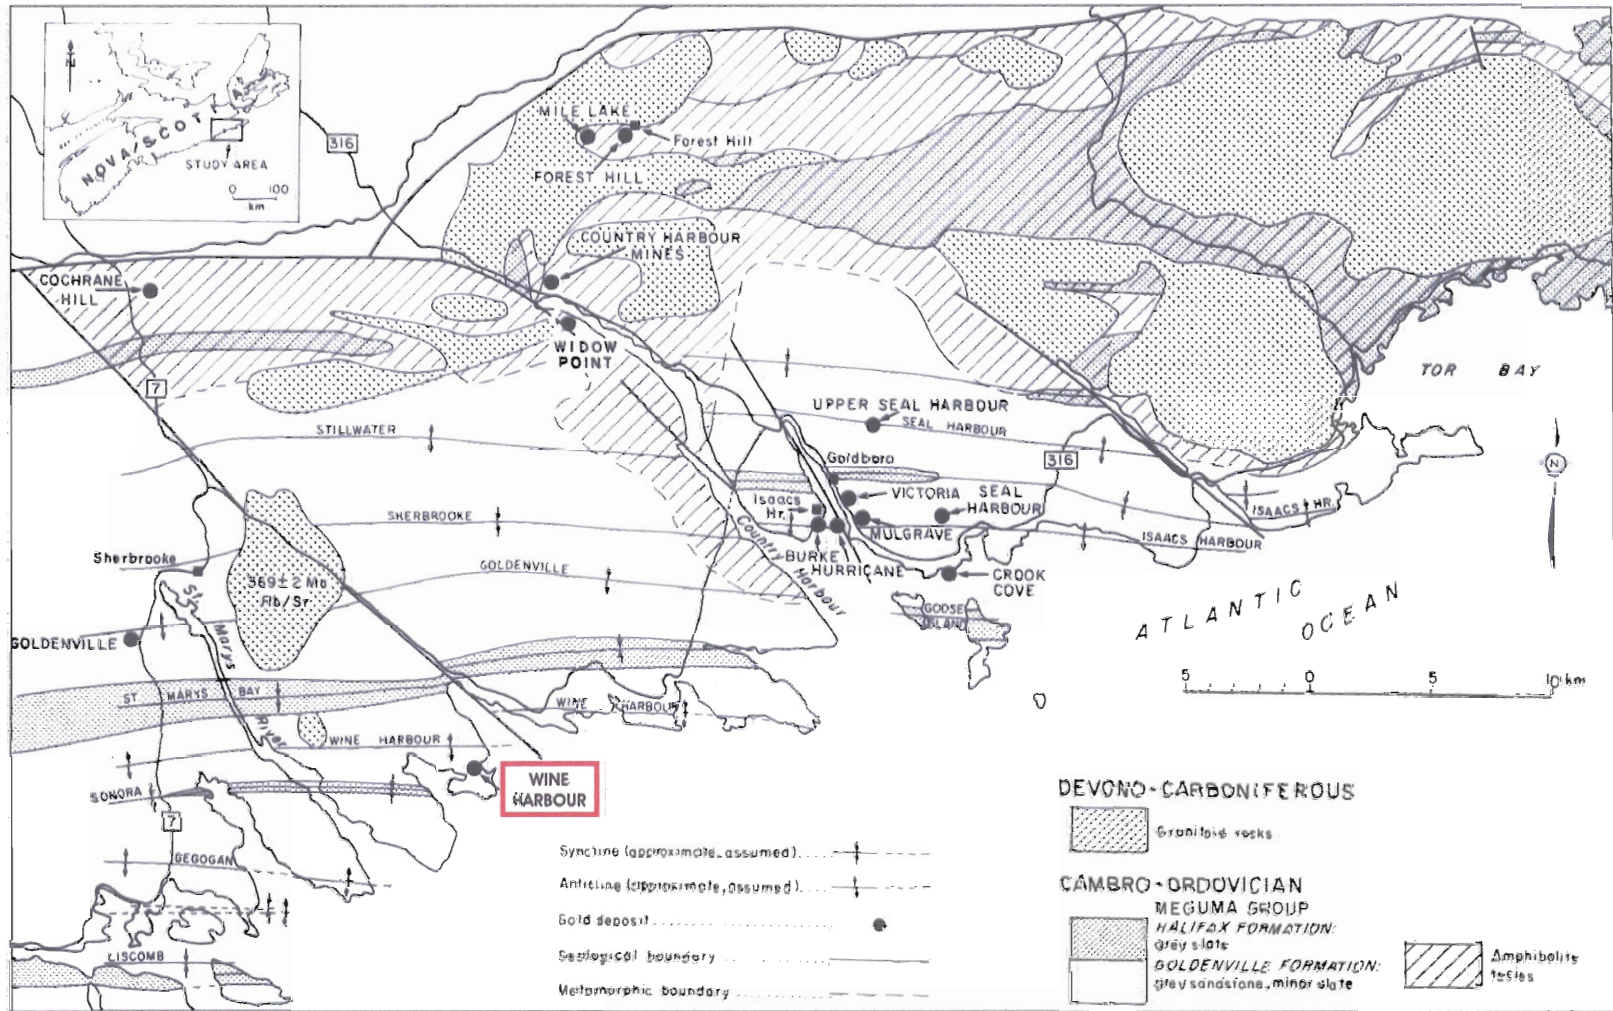 N
NOVA SCOTIA
STUDY AREA
0 100
km
316
MILE LAKE
Forest Hill
FOREST HILL
COUNTRY HARBOUR
MINES
COCHRANE
HILL
WIDOW
POINT
7
TOR BAY
UPPER SEAL HARBOUR
SEAL HARBOUR
STILLWATER
Goldboro
316
N
VICTORIA
SEAL
HARBOUR
Isaacs
Hr.
ISAACS HR.
SHERBROOKE
MULGRAVE
ISAACS HARBOUR
Country Harbour
BURKE
HURRICANE
CROOK
COVE
Sherbrooke
369±2 Ma
Rb/Sr
GOLDENVILLE
St. Marys River
GOOSE
ISLAND
ATLANTIC
OCEAN
GOLDENVILLE
5 0 5 10 km
ST MARYS BAY
WINE HARBOUR
WINE HARBOUR
WINE
HARBOUR
SONORA
7
GEGOGAN
LISCOMB
Syncline (approximate, assumed)
Anticline (approximate, assumed)
Gold deposit
Geological boundary
Metamorphic boundary
DEVONO-CARBONIFEROUS
Granitoid rocks
CAMBRO-ORDOVICIAN
MEGUMA GROUP
HALIFAX FORMATION:
grey slate
GOLDENVILLE FORMATION:
grey sandstone, minor slate
Amphibolite
facies